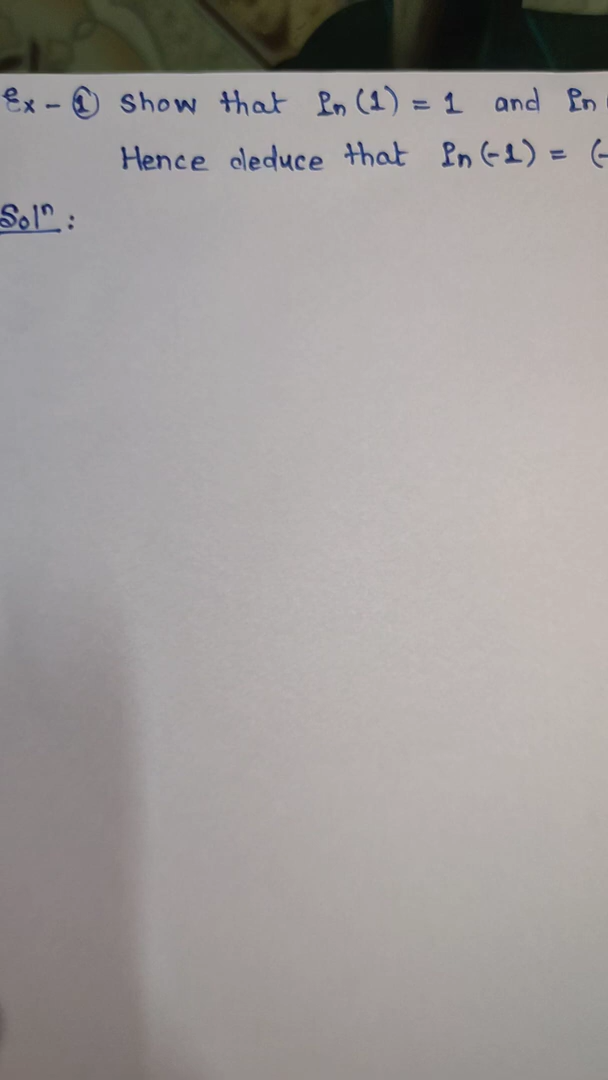 Ex - ① Show that Pn (1) = 1 and Pn (
Hence deduce that Pn (-1) = (-
Solⁿ :